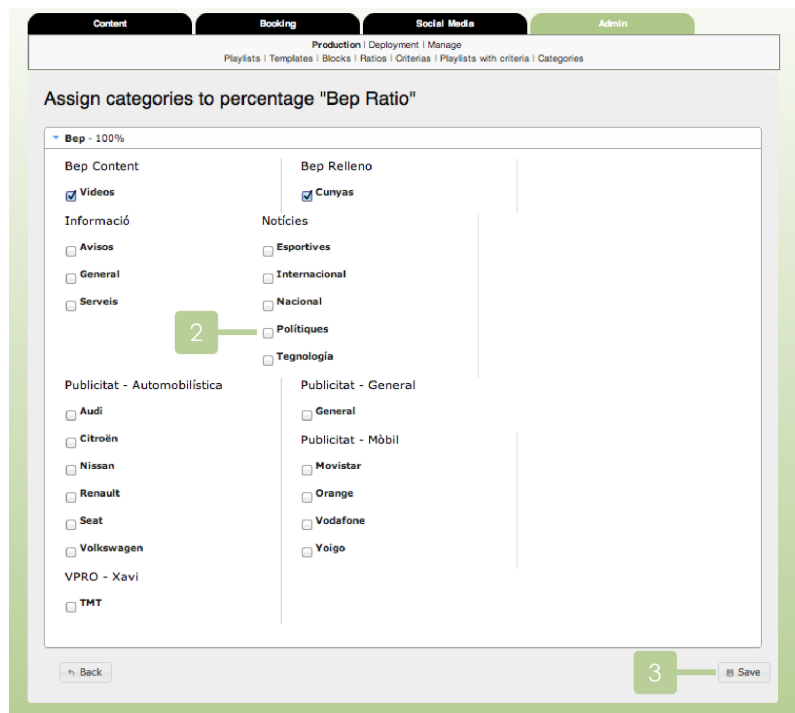 Content Booking Social Media Admin
Production | Deployment | Manage
Playlists | Templates | Blocks | Ratios | Criterias | Playlists with criteria | Categories
Assign categories to percentage "Bep Ratio"
Bep - 100%
Bep Content Bep Relleno
Videos Cunyas
Informació Notícies
Avisos Esportives
General Internacional
Serveis Nacional
2 Polítiques
Tegnología
Publicitat - Automobilística Publicitat - General
Audi General
Citroën Publicitat - Mòbil
Nissan Movistar
Renault Orange
Seat Vodafone
Volkswagen Yoigo
VPRO - Xavi
TMT
Back 3 Save